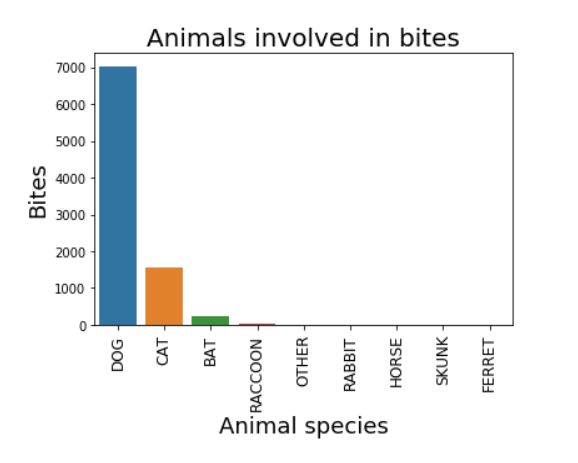 Animals involved in bites
Bites
7000
6000
5000
4000
3000
2000
1000
0
DOG
CAT
BAT
RACCOON
OTHER
RABBIT
HORSE
SKUNK
FERRET
Animal species